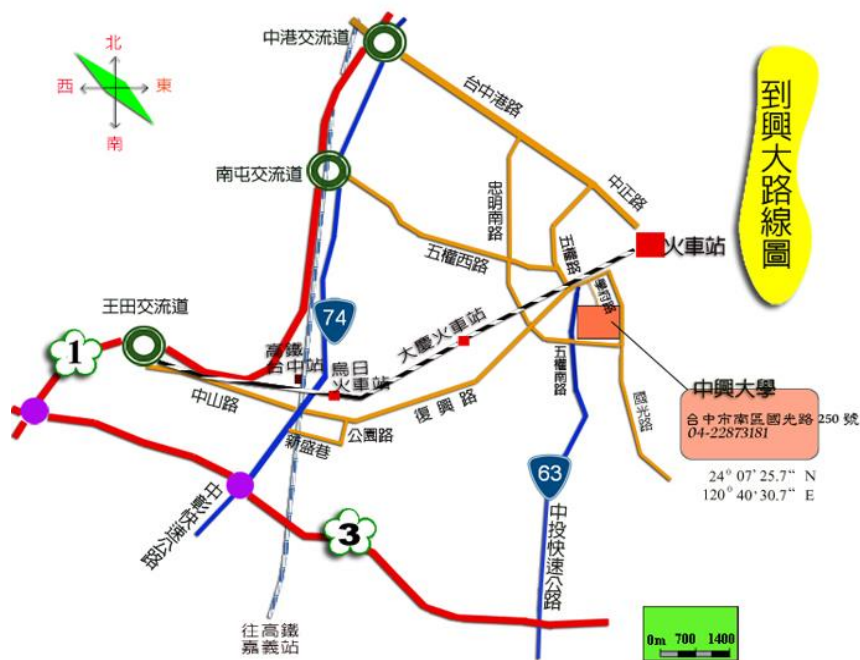 北
西
東
南
中港交流道
台中港路
到興大路線圖
南屯交流道
忠明南路
中正路
火車站
五權西路
五權路
學府路
王田交流道
74
1
高鐵
台中站
烏日
火車站
大慶火車站
五權南路
中山路
復興路
國光路
新盛巷
公園路
中興大學
台中市南區國光路250號
04-22873181
24° 07'25.7" N
120° 40'30.7" E
63
中彰快速公路
3
中投快速公路
往高鐵
嘉義站
0m 700 1400